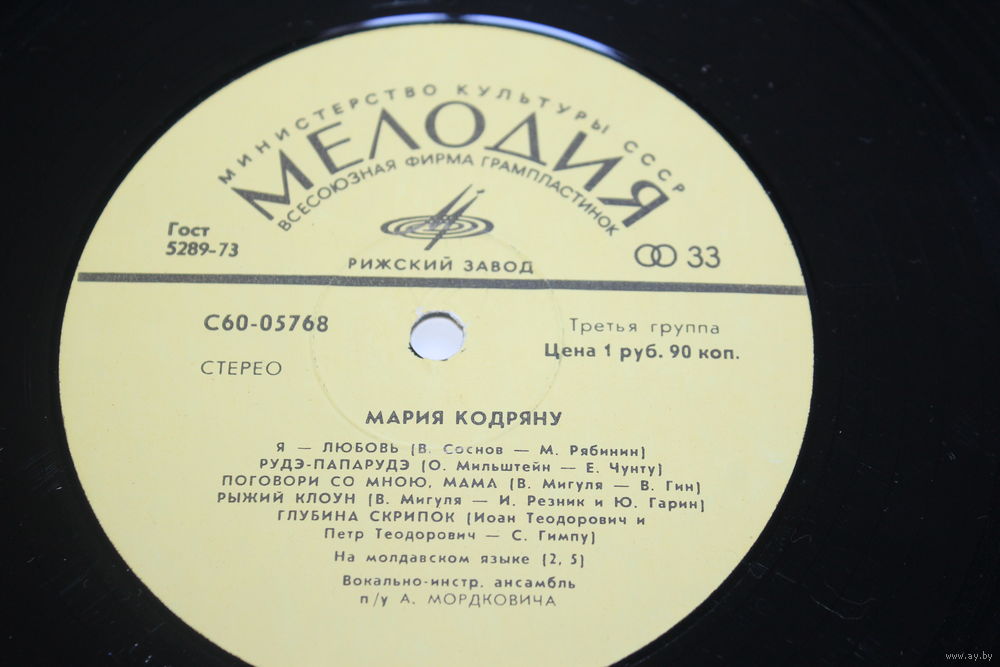 МИНИСТЕРСТВО КУЛЬТУРЫ СССР
МЕЛОДИЯ
ВСЕСОЮЗНАЯ ФИРМА ГРАМПЛАСТИНОК
Гост
5289-73
33
РИЖСКИЙ ЗАВОД
С60-05768
Третья группа
Цена 1 руб. 90 коп.
СТЕРЕО
МАРИЯ КОДРЯНУ
Я — ЛЮБОВЬ (В. Соснов — М. Рябинин)
РУДЭ-ПАПАРУДЭ (О. Мильштейн — Е. Чунту)
ПОГОВОРИ СО МНОЮ, МАМА (В. Мигуля — В. Гин)
РЫЖИЙ КЛОУН (В. Мигуля — И. Резник и Ю. Гарин)
ГЛУБИНА СКРИПОК (Иоан Теодорович и
Петр Теодорович — С. Гимпу)
На молдавском языке (2, 5)
Вокально-инстр. ансамбль
п/у А. МОРДКОВИЧА
www.ay.by